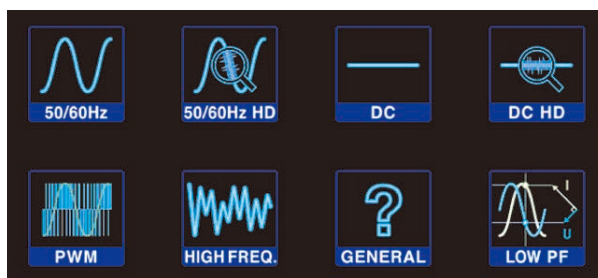 50/60Hz
50/60Hz HD
DC
DC HD
I
U
PWM
HIGH FREQ.
GENERAL
LOW PF